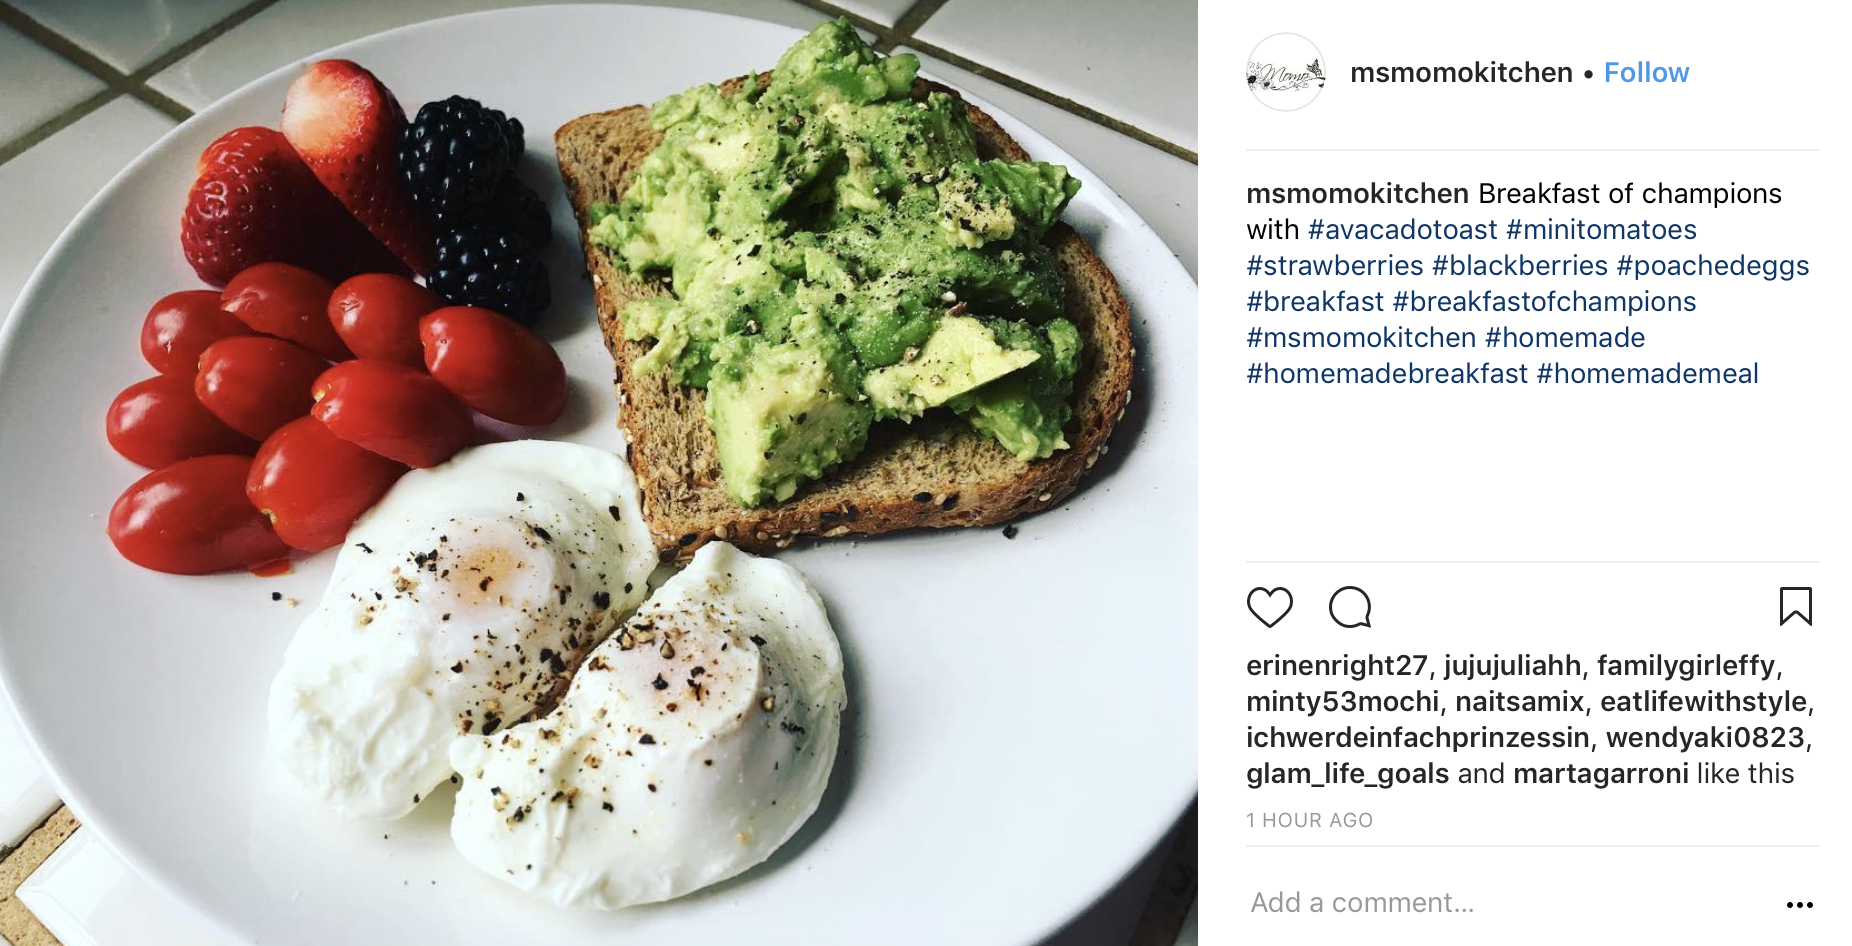 Momo
msmomokitchen • Follow
msmomokitchen Breakfast of champions
with #avacadotoast #minitomatoes
#strawberries #blackberries #poachedeggs
#breakfast #breakfastofchampions
#msmomokitchen #homemade
#homemadebreakfast #homemademeal
erinenright27, jujujuliahh, familygirleffy,
minty53mochi, naitsamix, eatlifewithstyle,
ichwerdeinfachprinzessin, wendyaki0823,
glam_life_goals and martagarroni like this
1 HOUR AGO
Add a comment...